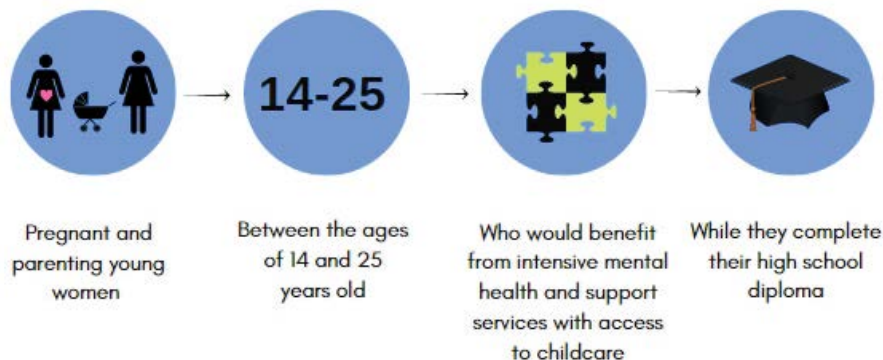 14-25
Pregnant and
parenting young
women
Between the ages
of 14 and 25
years old
Who would benefit
from intensive mental
health and support
services with access
to childcare
While they complete
their high school
diploma